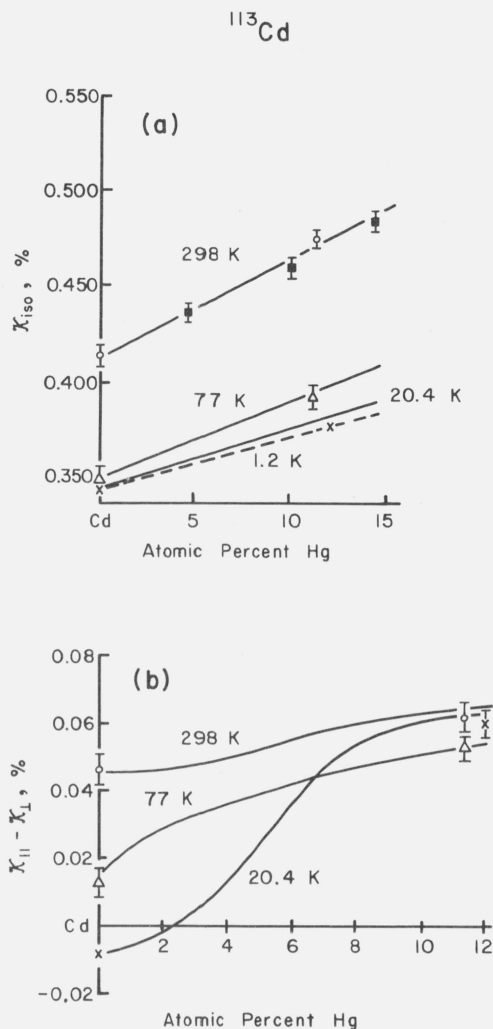 ¹¹³Cd
(a)
0.550
0.500
0.450
0.400
0.350
𝒦iso , %
298 K
77 K
20.4 K
1.2 K
Cd 5 10 15
Atomic Percent Hg
(b)
0.08
0.06
0.04
0.02
Cd
-0.02
𝒦|| - 𝒦⊥, %
298 K
77 K
20.4 K
2 4 6 8 10 12
Atomic Percent Hg